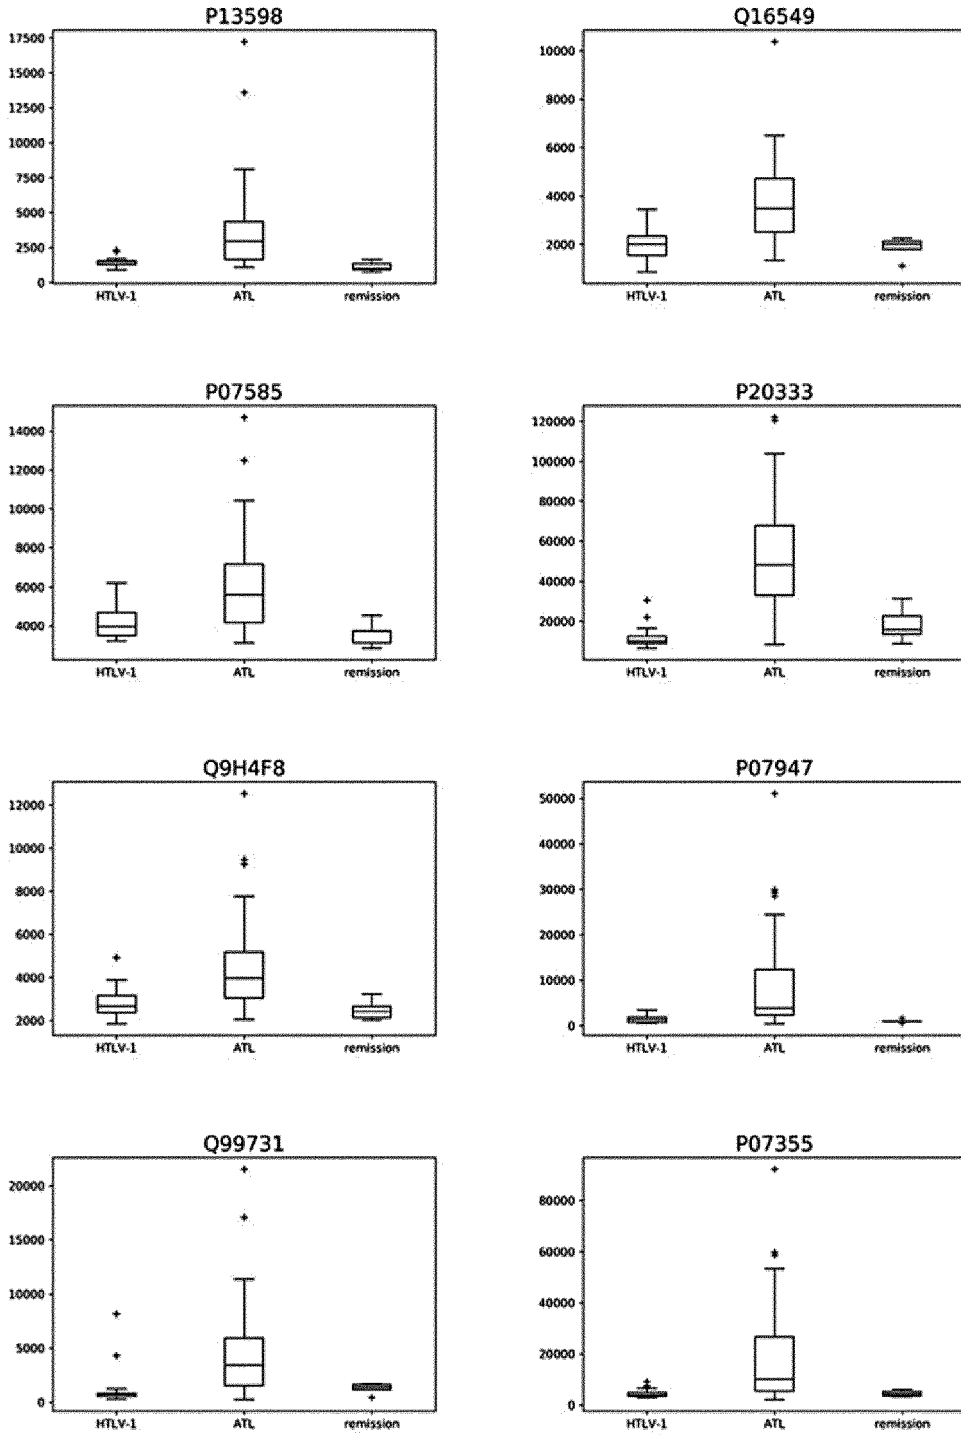 P13598
17500
15000
12500
10000
7500
5000
2500
0
HTLV-1 ATL remission
Q16549
10000
8000
6000
4000
2000
HTLV-1 ATL remission
P07585
14000
12000
10000
8000
6000
4000
HTLV-1 ATL remission
P20333
120000
100000
80000
60000
40000
20000
HTLV-1 ATL remission
Q9H4F8
12000
10000
8000
6000
4000
2000
HTLV-1 ATL remission
P07947
50000
40000
30000
20000
10000
0
HTLV-1 ATL remission
Q99731
20000
15000
10000
5000
0
HTLV-1 ATL remission
P07355
80000
60000
40000
20000
0
HTLV-1 ATL remission